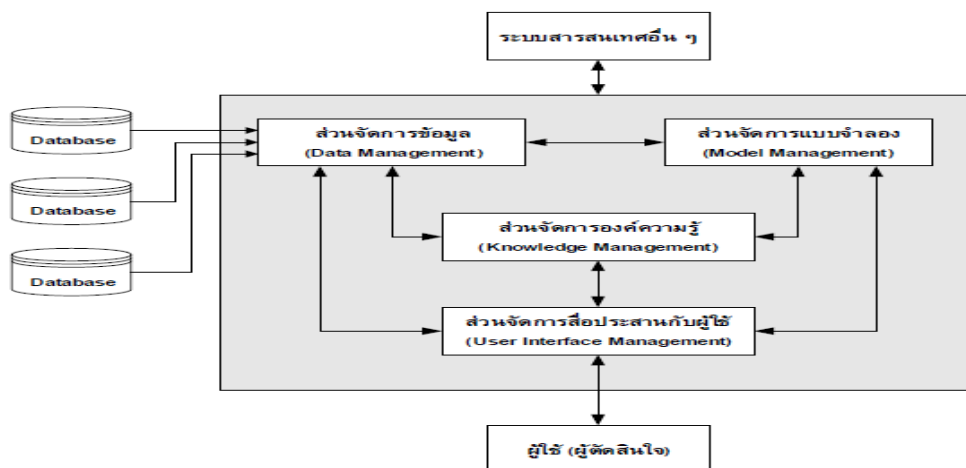 ระบบสารสนเทศอื่น ๆ
Database
Database
Database
ส่วนจัดการข้อมูล
(Data Management)
ส่วนจัดการแบบจำลอง
(Model Management)
ส่วนจัดการองค์ความรู้
(Knowledge Management)
ส่วนจัดการสื่อประสานกับผู้ใช้
(User Interface Management)
ผู้ใช้ (ผู้ตัดสินใจ)